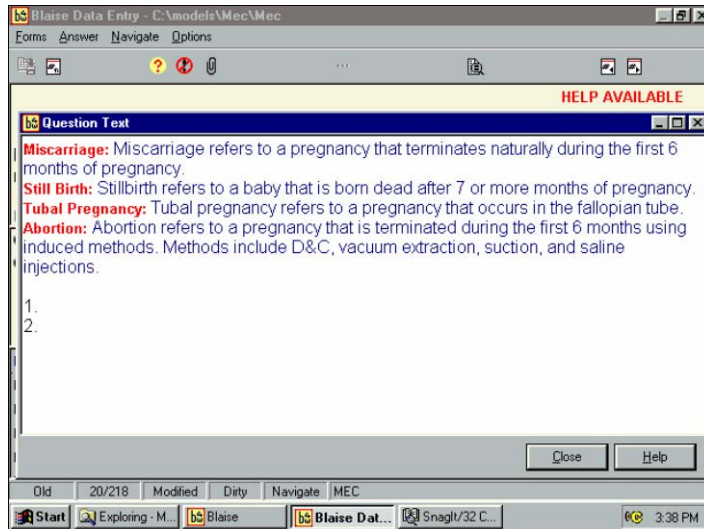 Blaise Data Entry - C:\models\Mec\Mec
Forms Answer Navigate Options
HELP AVAILABLE
Question Text
Miscarriage: Miscarriage refers to a pregnancy that terminates naturally during the first 6
months of pregnancy.
Still Birth: Stillbirth refers to a baby that is born dead after 7 or more months of pregnancy.
Tubal Pregnancy: Tubal pregnancy refers to a pregnancy that occurs in the fallopian tube.
Abortion: Abortion refers to a pregnancy that is terminated during the first 6 months using
induced methods. Methods include D&C, vacuum extraction, suction, and saline
injections.
1.
2.
Close Help
Old 20/218 Modified Dirty Navigate MEC
Start Exploring - M... Blaise Blaise Dat... SnagIt/32 C... 3:38 PM